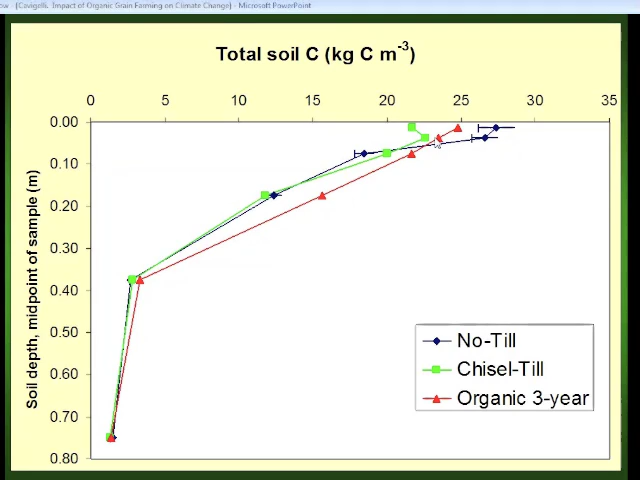 ow - [Cavigelli. Impact of Organic Grain Farming on Climate Change] - Microsoft PowerPoint
Total soil C (kg C m-3)
0 5 10 15 20 25 30 35
0.00
0.10
0.20
0.30
0.40
0.50
0.60
0.70
0.80
Soil depth, midpoint of sample (m)
No-Till
Chisel-Till
Organic 3-year